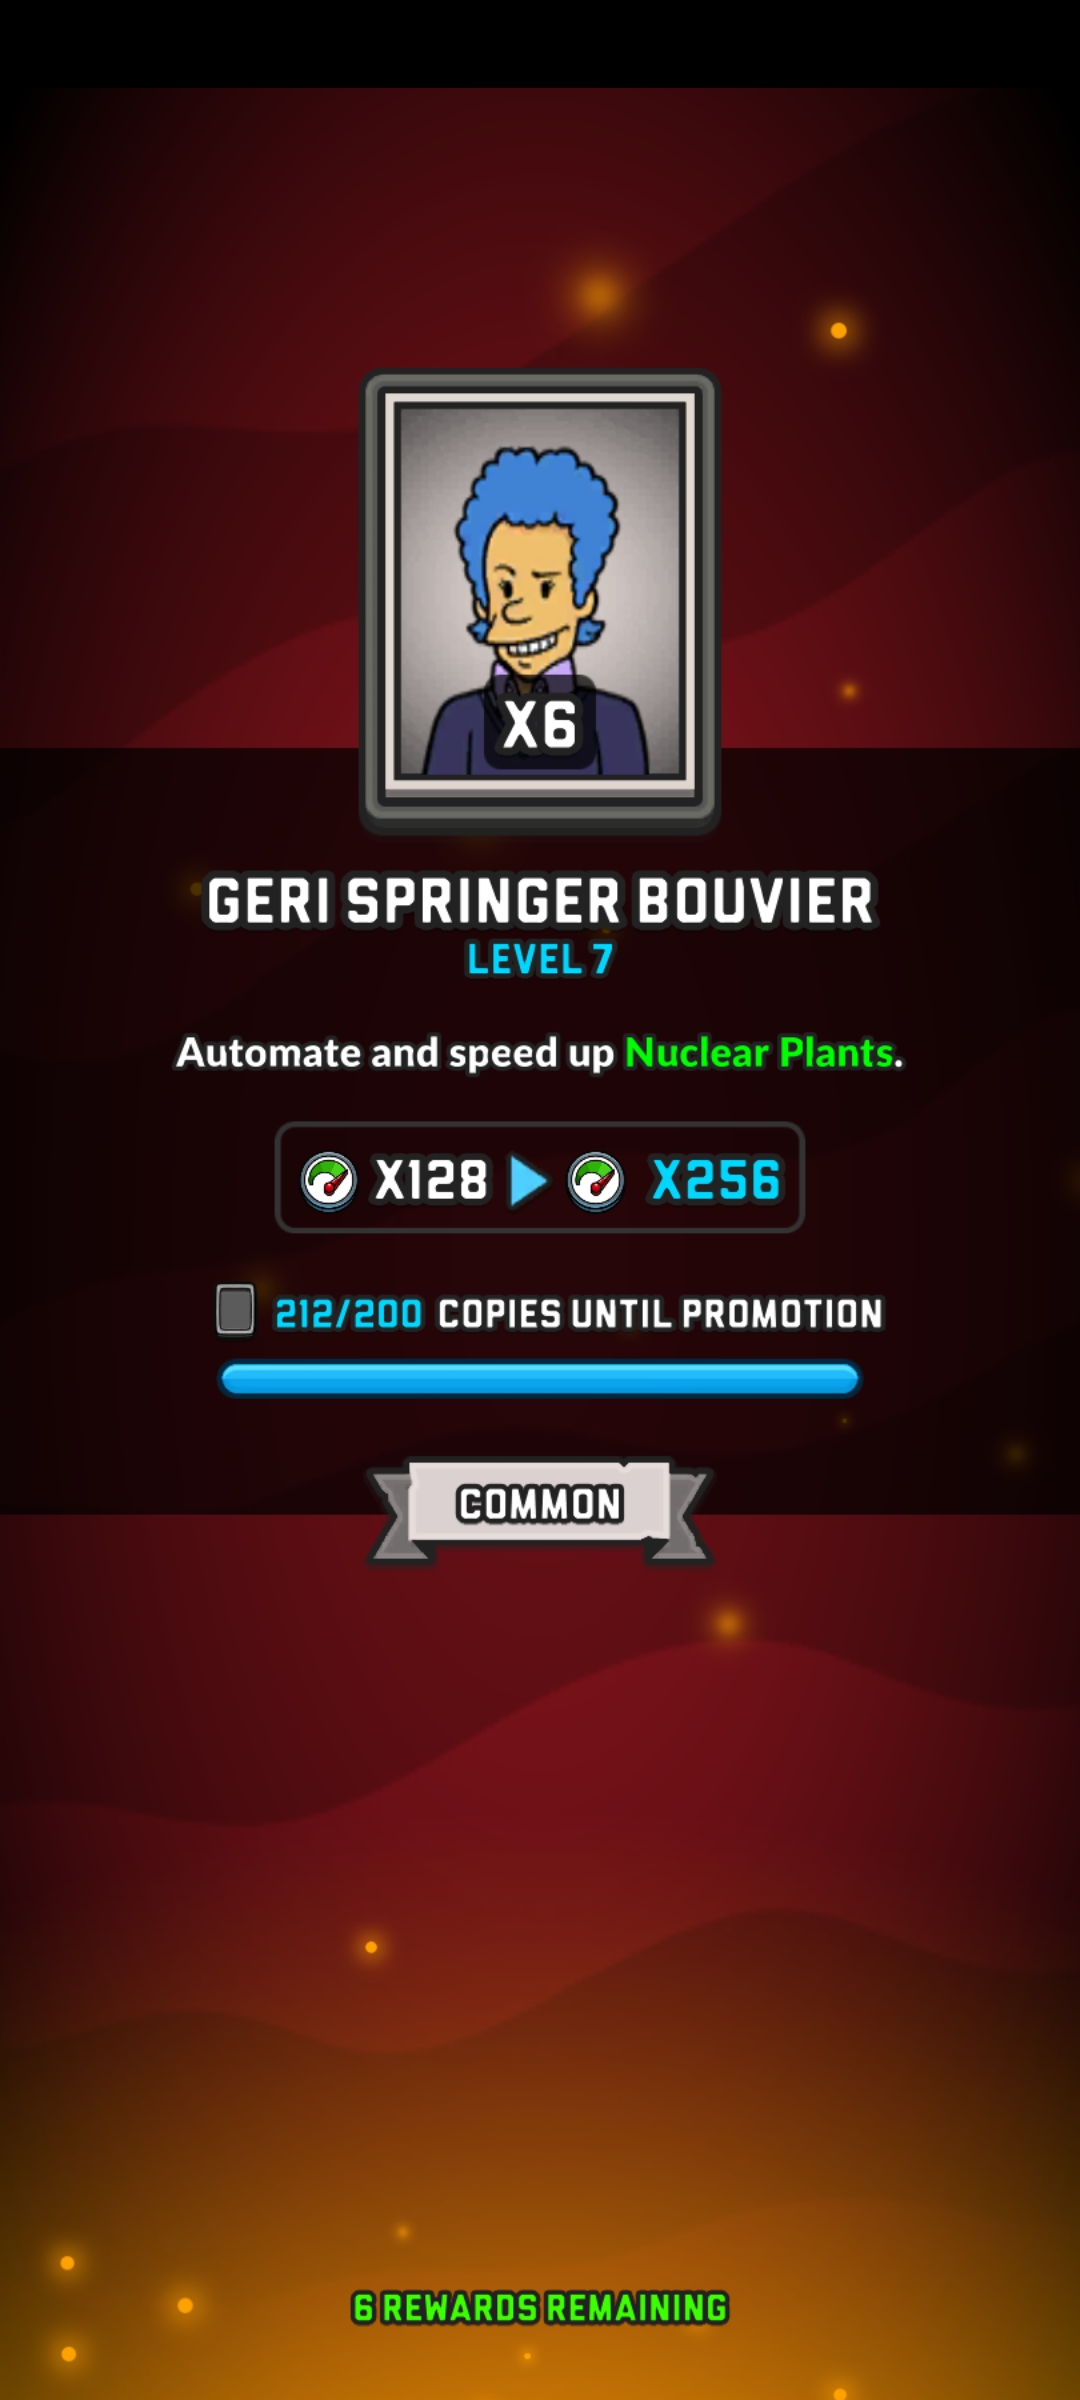 X6
GERI SPRINGER BOUVIER
LEVEL 7
Automate and speed up Nuclear Plants.
X128 X256
212/200 COPIES UNTIL PROMOTION
COMMON
6 REWARDS REMAINING